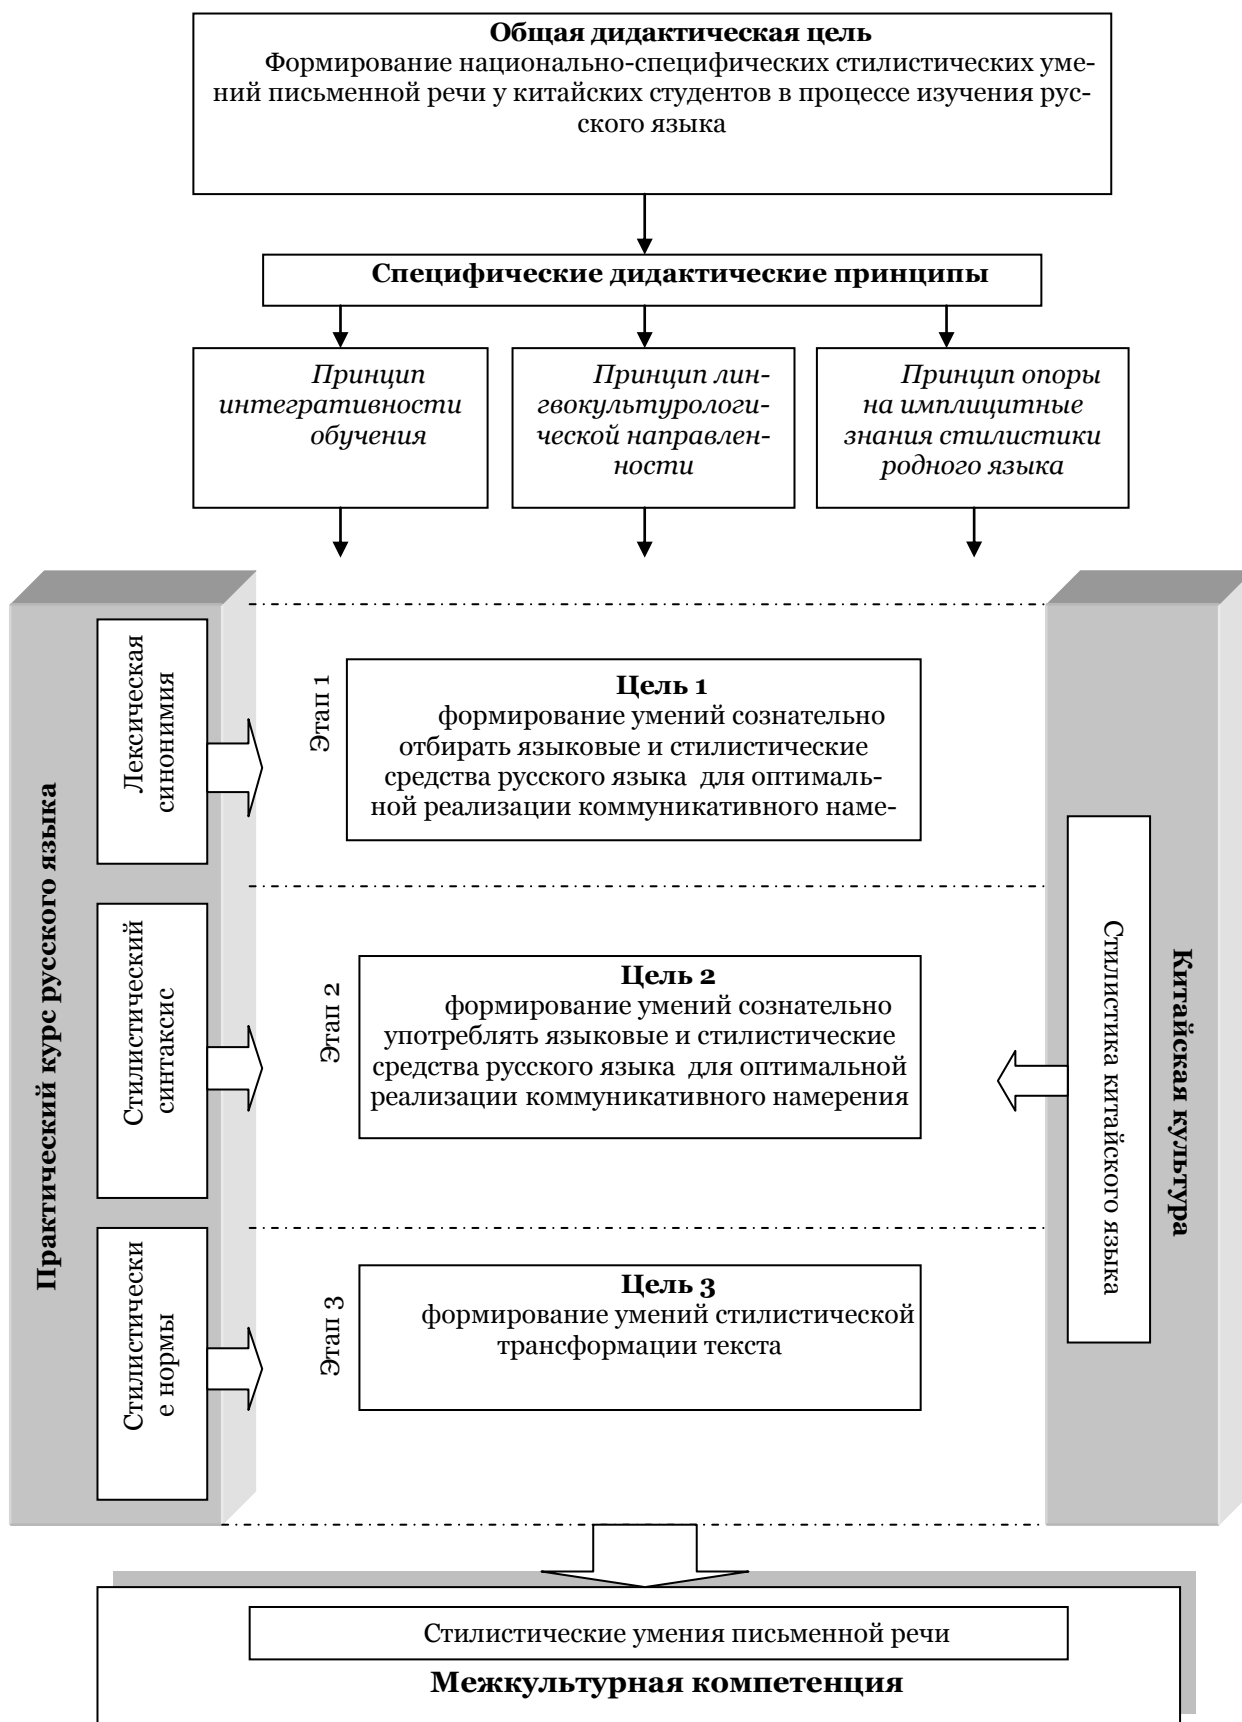 Общая дидактическая цель
Формирование национально-специфических стилистических уме-
ний письменной речи у китайских студентов в процессе изучения рус-
ского языка
Специфические дидактические принципы
Принцип
интегративности
обучения
Принцип лин-
гвокультурологи-
ческой направлен-
ности
Принцип опоры
на имплицитные
знания стилистики
родного языка
Практический курс русского языка
Лексическая
синонимия
Этап 1
Цель 1
формирование умений сознательно
отбирать языковые и стилистические
средства русского языка для оптималь-
ной реализации коммуникативного наме-
Стилистический
синтаксис
Этап 2
Цель 2
формирование умений сознательно
употреблять языковые и стилистические
средства русского языка для оптимальной
реализации коммуникативного намерения
Стилистически
е нормы
Этап 3
Цель 3
формирование умений стилистической
трансформации текста
Стилистика китайского языка
Китайская культура
Стилистические умения письменной речи
Межкультурная компетенция